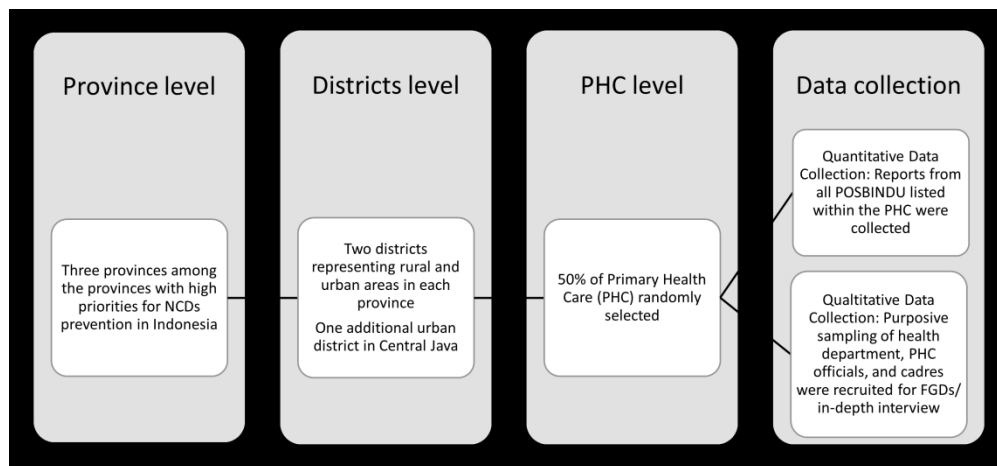 Province level
Three provinces among
the provinces with high
priorities for NCDs
prevention in Indonesia
Districts level
Two districts
representing rural and
urban areas in each
province
One additional urban
district in Central Java
PHC level
50% of Primary Health
Care (PHC) randomly
selected
Data collection
Quantitative Data
Collection: Reports from
all POSBINDU listed
within the PHC were
collected
Qualtitative Data
Collection: Purposive
sampling of health
department, PHC
officials, and cadres
were recruited for FGDs/
in-depth interview